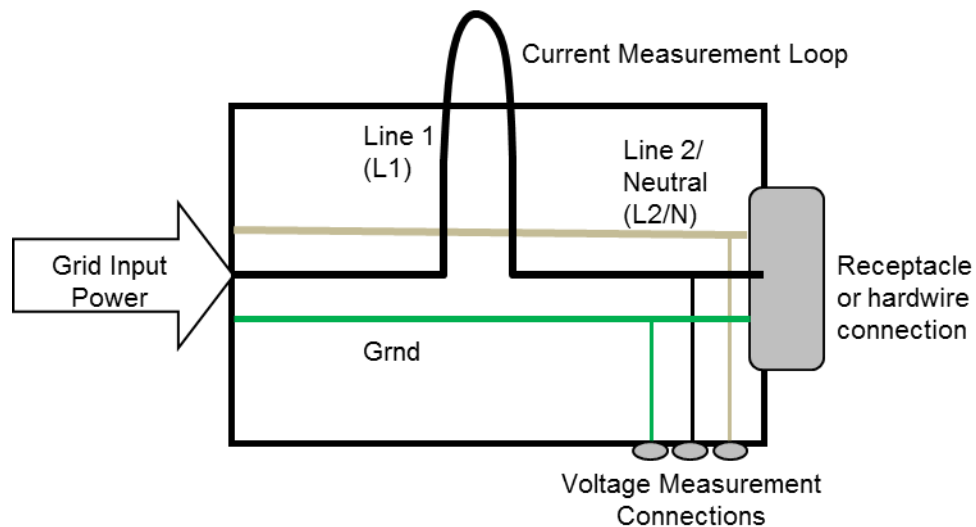 Current Measurement Loop
Line 1
(L1)
Line 2/
Neutral
(L2/N)
Grid Input
Power
Receptacle
or hardwire
connection
Grnd
Voltage Measurement
Connections